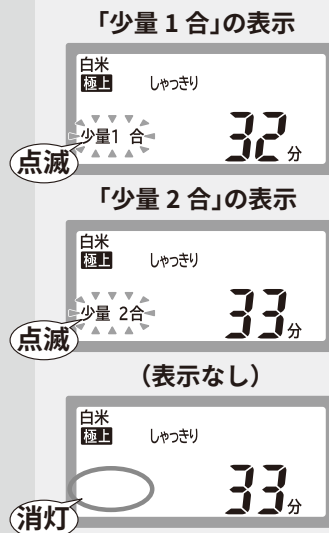 「少量 1 合」の表示
白米
極上 しゃっきり
少量1 合
32分
点滅
「少量 2 合」の表示
白米
極上 しゃっきり
少量 2合
33分
点滅
（表示なし）
白米
極上 しゃっきり
33分
消灯